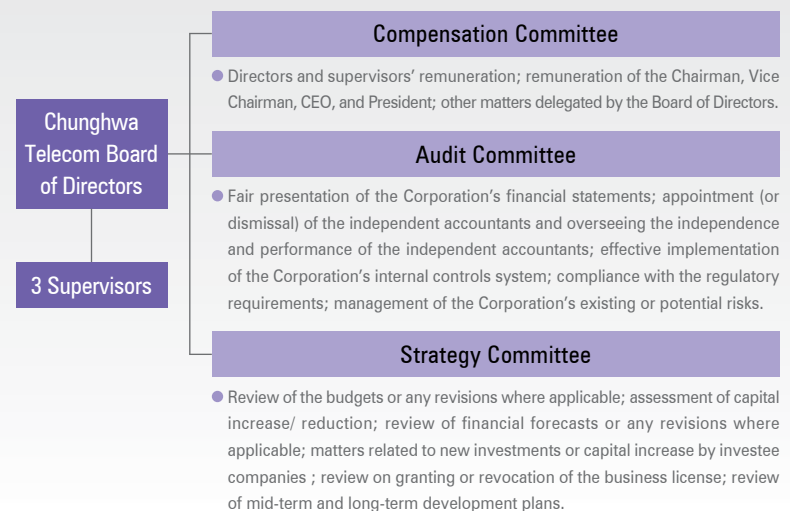 Chunghwa
Telecom Board
of Directors
3 Supervisors
Compensation Committee
Directors and supervisors’ remuneration; remuneration of the Chairman, Vice
Chairman, CEO, and President; other matters delegated by the Board of Directors.
Audit Committee
Fair presentation of the Corporation’s financial statements; appointment (or
dismissal) of the independent accountants and overseeing the independence
and performance of the independent accountants; effective implementation
of the Corporation’s internal controls system; compliance with the regulatory
requirements; management of the Corporation’s existing or potential risks.
Strategy Committee
Review of the budgets or any revisions where applicable; assessment of capital
increase/ reduction; review of financial forecasts or any revisions where
applicable; matters related to new investments or capital increase by investee
companies ; review on granting or revocation of the business license; review
of mid-term and long-term development plans.